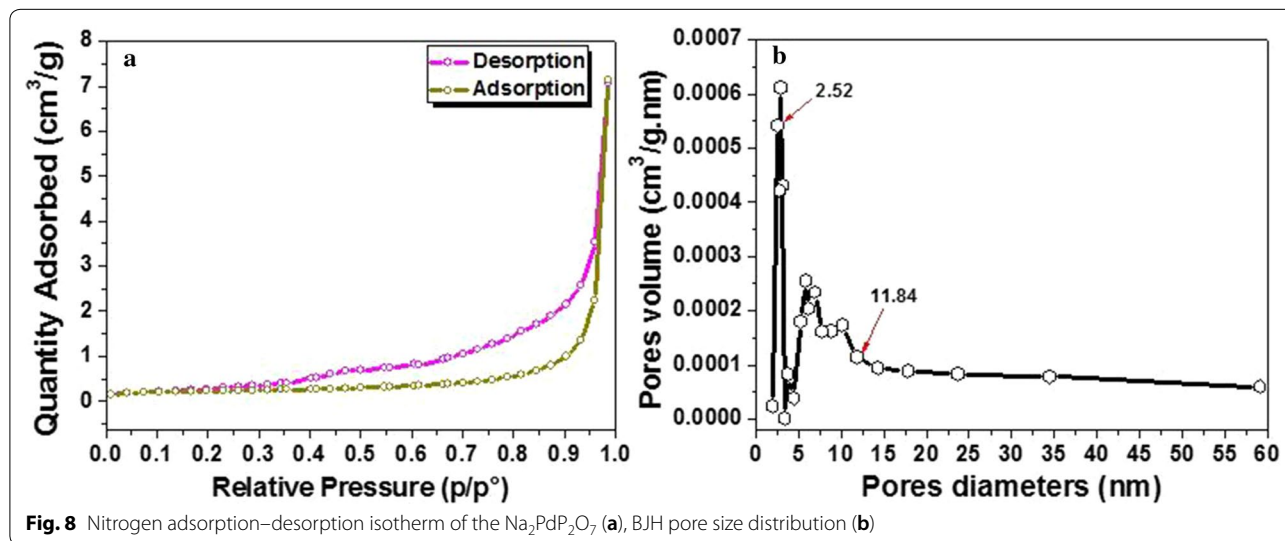 a
Desorption
Adsorption
Quantity Adsorbed (cm³/g)
8
7
6
5
4
3
2
1
0
0.0 0.1 0.2 0.3 0.4 0.5 0.6 0.7 0.8 0.9 1.0
Relative Pressure (p/p°)
b
2.52
11.84
Pores volume (cm³/g.nm)
0.0007
0.0006
0.0005
0.0004
0.0003
0.0002
0.0001
0.0000
0 5 10 15 20 25 30 35 40 45 50 55 60
Pores diameters (nm)
Fig. 8 Nitrogen adsorption–desorption isotherm of the Na₂PdP₂O₇ (a), BJH pore size distribution (b)